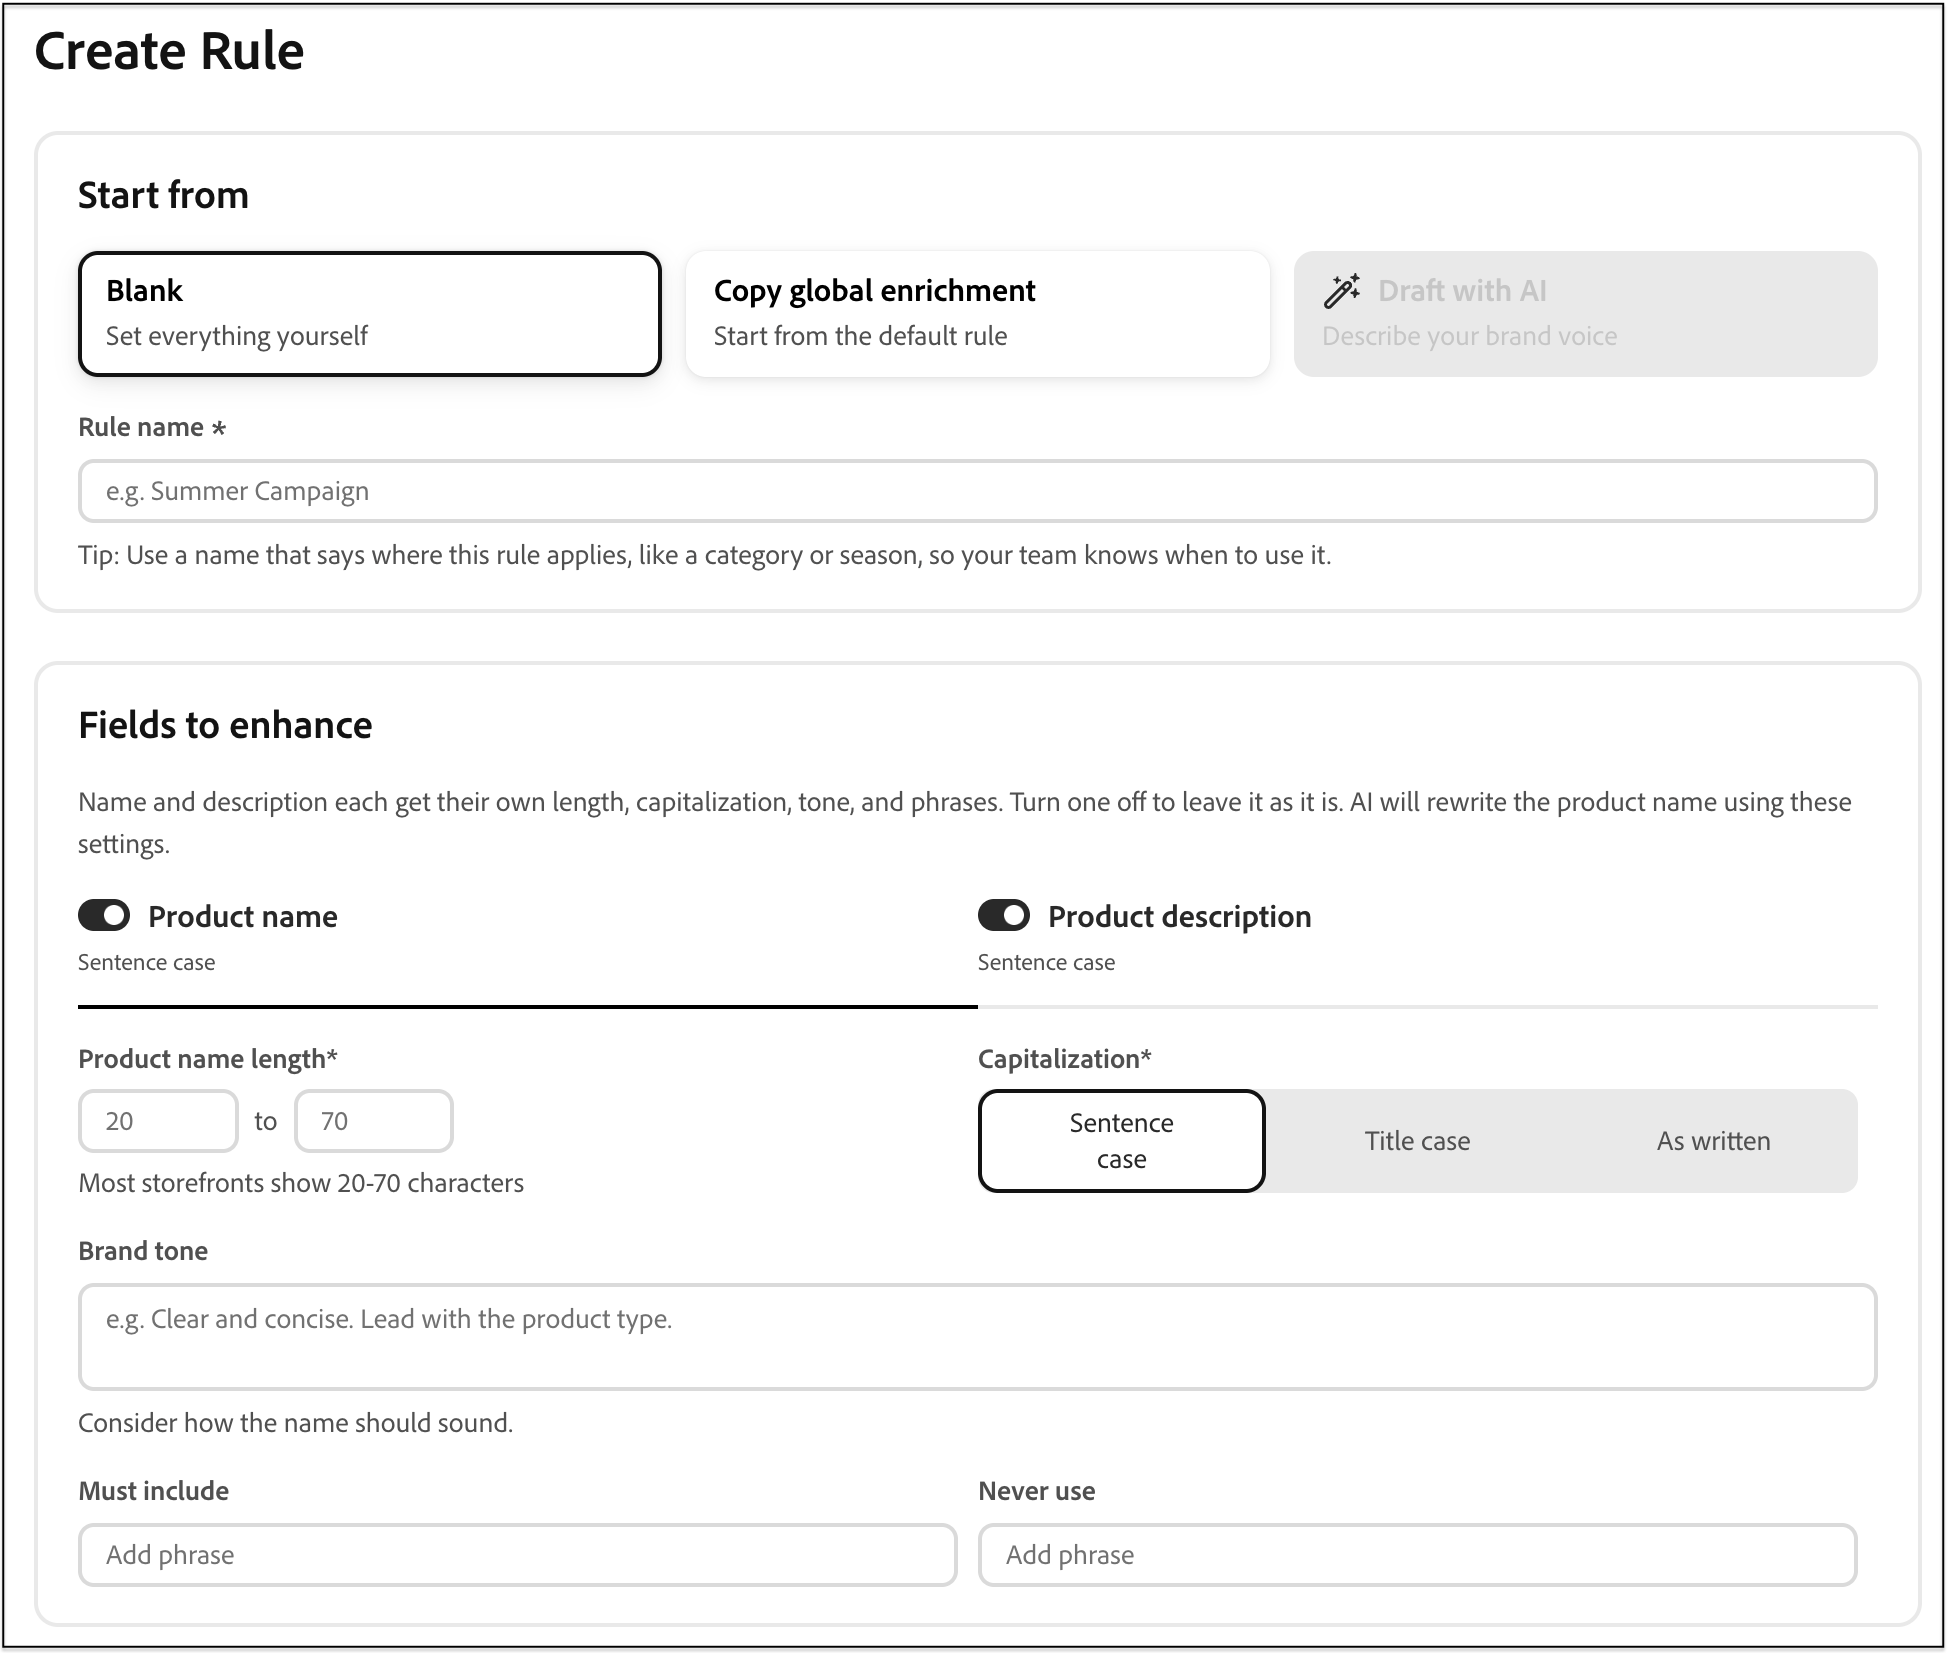 Create Rule
Start from
Blank
Set everything yourself
Copy global enrichment
Start from the default rule
Draft with AI
Describe your brand voice
Rule name *
e.g. Summer Campaign
Tip: Use a name that says where this rule applies, like a category or season, so your team knows when to use it.
Fields to enhance
Name and description each get their own length, capitalization, tone, and phrases. Turn one off to leave it as it is. AI will rewrite the product name using these
settings.
Product name
Sentence case
Product description
Sentence case
Product name length*
20 to 70
Most storefronts show 20-70 characters
Capitalization*
Sentence
case
Title case
As written
Brand tone
e.g. Clear and concise. Lead with the product type.
Consider how the name should sound.
Must include
Add phrase
Never use
Add phrase